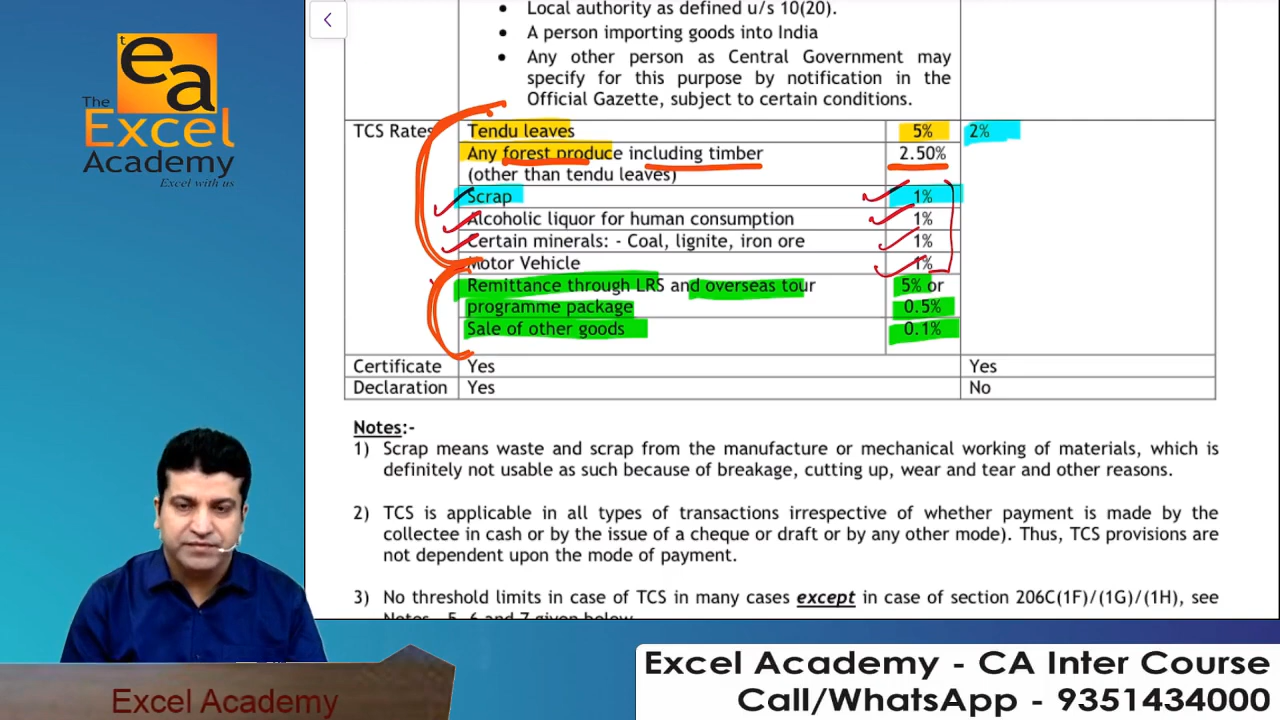 t
ea
The
Excel
Academy
Excel with us
• Local authority as defined u/s 10(20).
• A person importing goods into India
• Any other person as Central Government may
specify for this purpose by notification in the
Official Gazette, subject to certain conditions.
TCS Rates Tendu leaves 5% 2%
Any forest produce including timber 2.50%
(other than tendu leaves)
Scrap 1%
Alcoholic liquor for human consumption 1%
Certain minerals: - Coal, lignite, iron ore 1%
Motor Vehicle 1%
Remittance through LRS and overseas tour 5% or
programme package 0.5%
Sale of other goods 0.1%
Certificate Yes Yes
Declaration Yes No
Notes:-
1) Scrap means waste and scrap from the manufacture or mechanical working of materials, which is
definitely not usable as such because of breakage, cutting up, wear and tear and other reasons.
2) TCS is applicable in all types of transactions irrespective of whether payment is made by the
collectee in cash or by the issue of a cheque or draft or by any other mode). Thus, TCS provisions are
not dependent upon the mode of payment.
3) No threshold limits in case of TCS in many cases except in case of section 206C(1F)/(1G)/(1H), see
Notes - 5, 6 and 7 given below
Excel Academy
Excel Academy - CA Inter Course
Call/WhatsApp - 9351434000